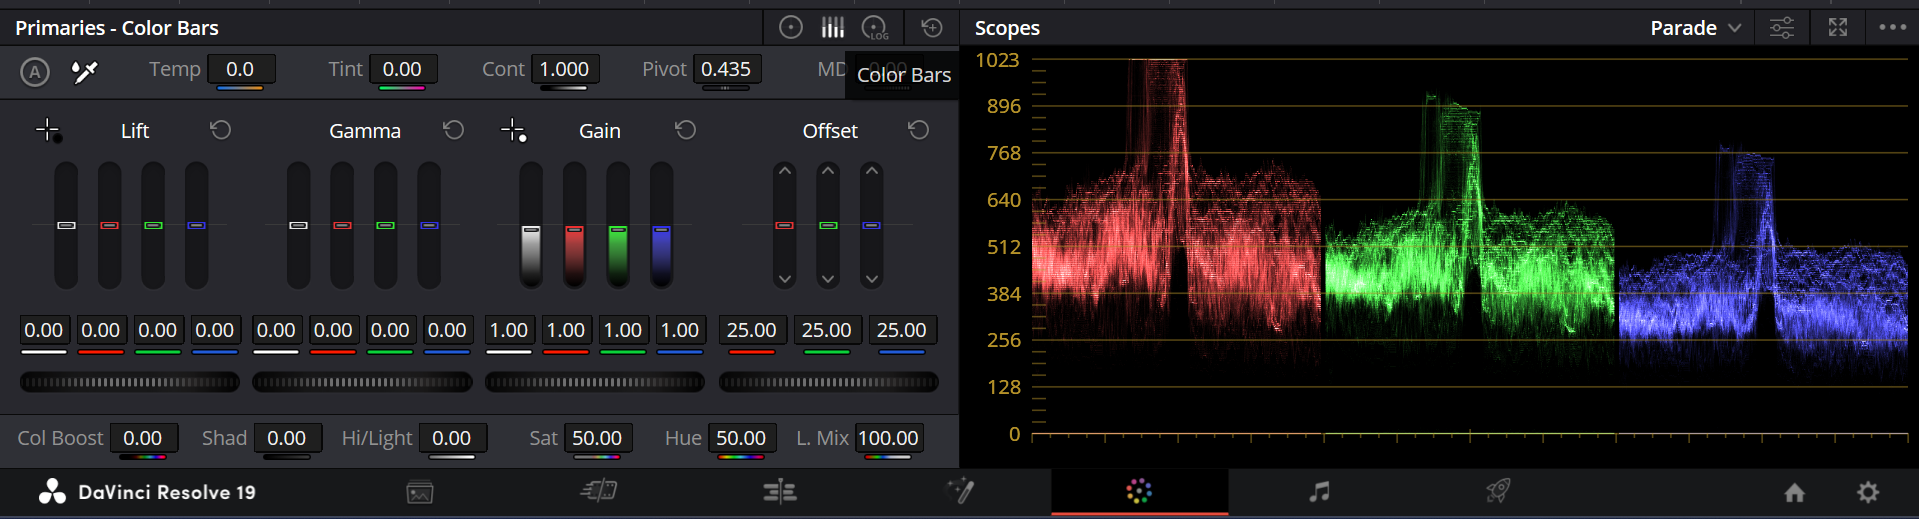 Primaries - Color Bars
LOG
Scopes
Parade
A
Temp 0.0 Tint 0.00 Cont 1.000 Pivot 0.435 MD
Color Bars
Lift Gamma Gain Offset
0.00 0.00 0.00 0.00 0.00 0.00 0.00 0.00 1.00 1.00 1.00 1.00 25.00 25.00 25.00
Col Boost 0.00 Shad 0.00 Hi/Light 0.00 Sat 50.00 Hue 50.00 L. Mix 100.00
1023
896
768
640
512
384
256
128
0
DaVinci Resolve 19